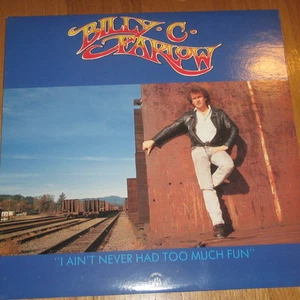 BILLY · C ·
FARLOW
"I AIN'T NEVER HAD TOO MUCH FUN"